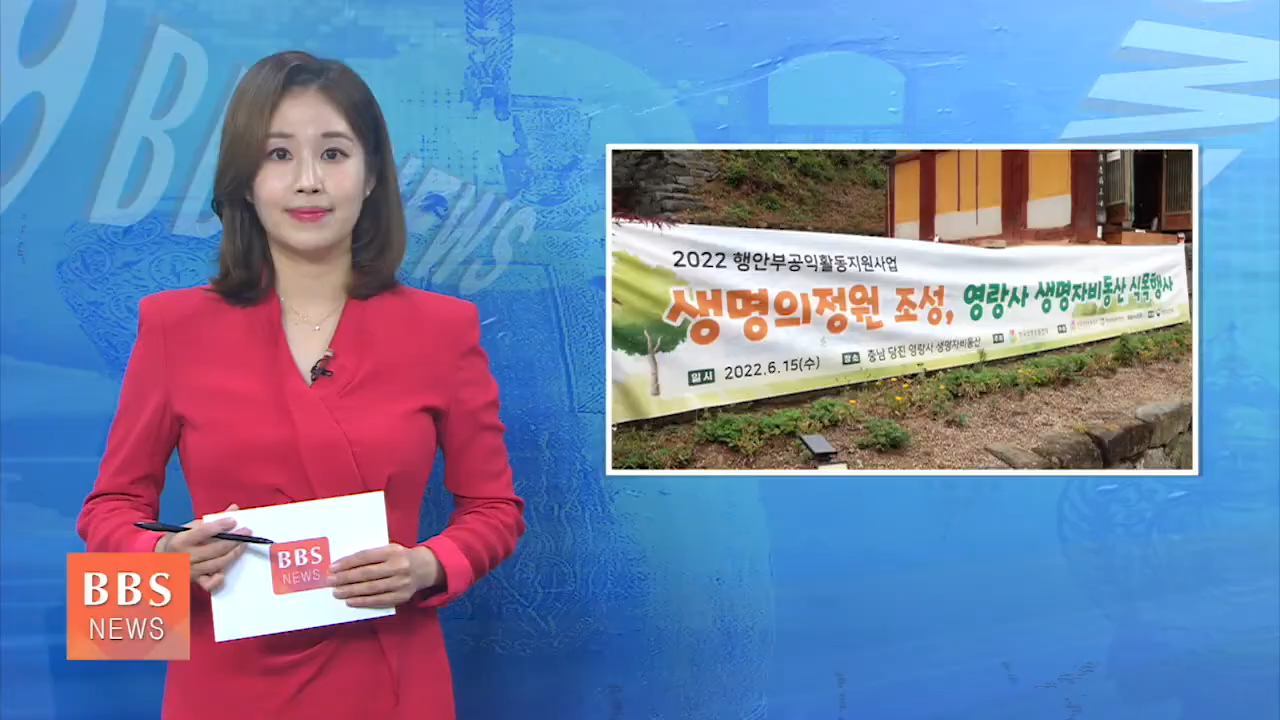 BBS NEWS
2022 행안부공익활동지원사업
생명의정원 조성, 영랑사 생명자비동산 식목행사
일시 2022.6.15(수) 장소 충남 당진 영랑사 생명자비동산
BBS
NEWS
BBS
NEWS